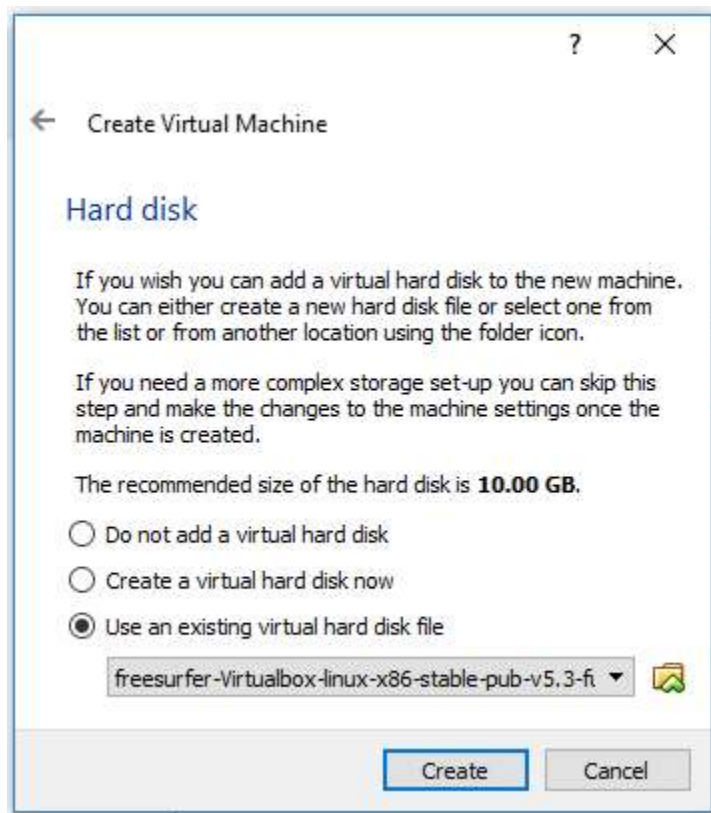 ?
Create Virtual Machine
Hard disk
If you wish you can add a virtual hard disk to the new machine.
You can either create a new hard disk file or select one from
the list or from another location using the folder icon.
If you need a more complex storage set-up you can skip this
step and make the changes to the machine settings once the
machine is created.
The recommended size of the hard disk is 10.00 GB.
Do not add a virtual hard disk
Create a virtual hard disk now
Use an existing virtual hard disk file
freesurfer-Virtualbox-linux-x86-stable-pub-v5.3-fu
Create Cancel